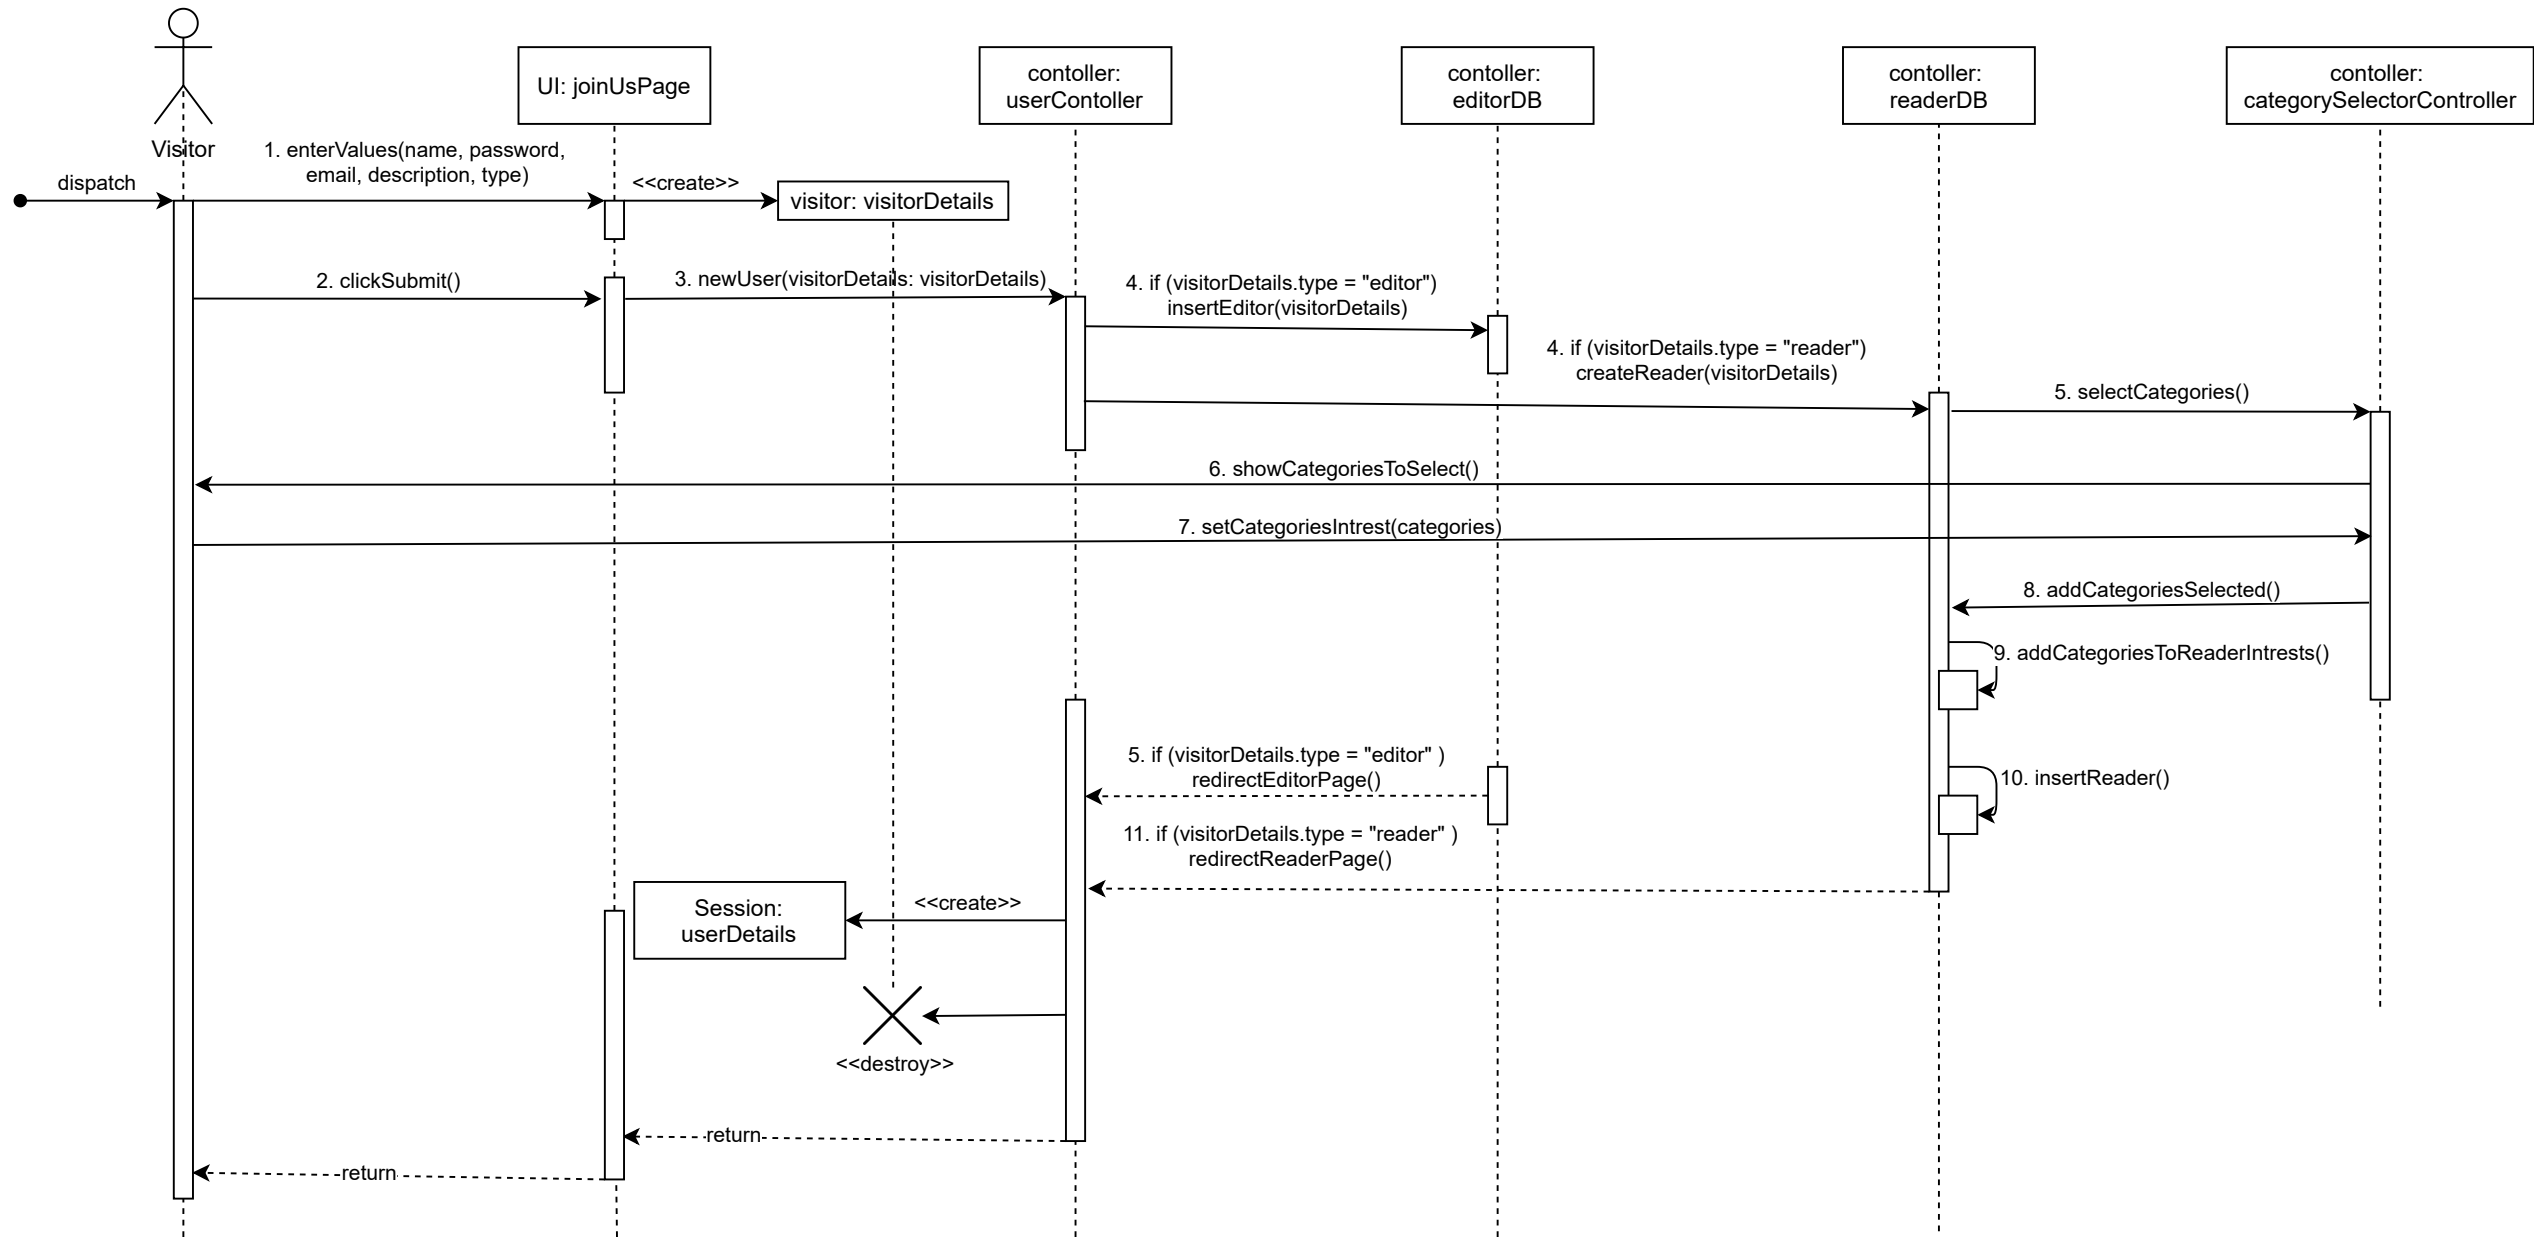 UI: joinUsPage
contoller:
userContoller
contoller:
editorDB
contoller:
readerDB
contoller:
categorySelectorController
Visitor
1. enterValues(name, password,
email, description, type)
dispatch
<<create>>
visitor: visitorDetails
2. clickSubmit()
3. newUser(visitorDetails: visitorDetails)
4. if (visitorDetails.type = "editor")
insertEditor(visitorDetails)
4. if (visitorDetails.type = "reader")
createReader(visitorDetails)
5. selectCategories()
6. showCategoriesToSelect()
7. setCategoriesIntrest(categories)
8. addCategoriesSelected()
9. addCategoriesToReaderIntrests()
5. if (visitorDetails.type = "editor" )
redirectEditorPage()
10. insertReader()
11. if (visitorDetails.type = "reader" )
redirectReaderPage()
Session:
userDetails
<<create>>
<<destroy>>
return
return